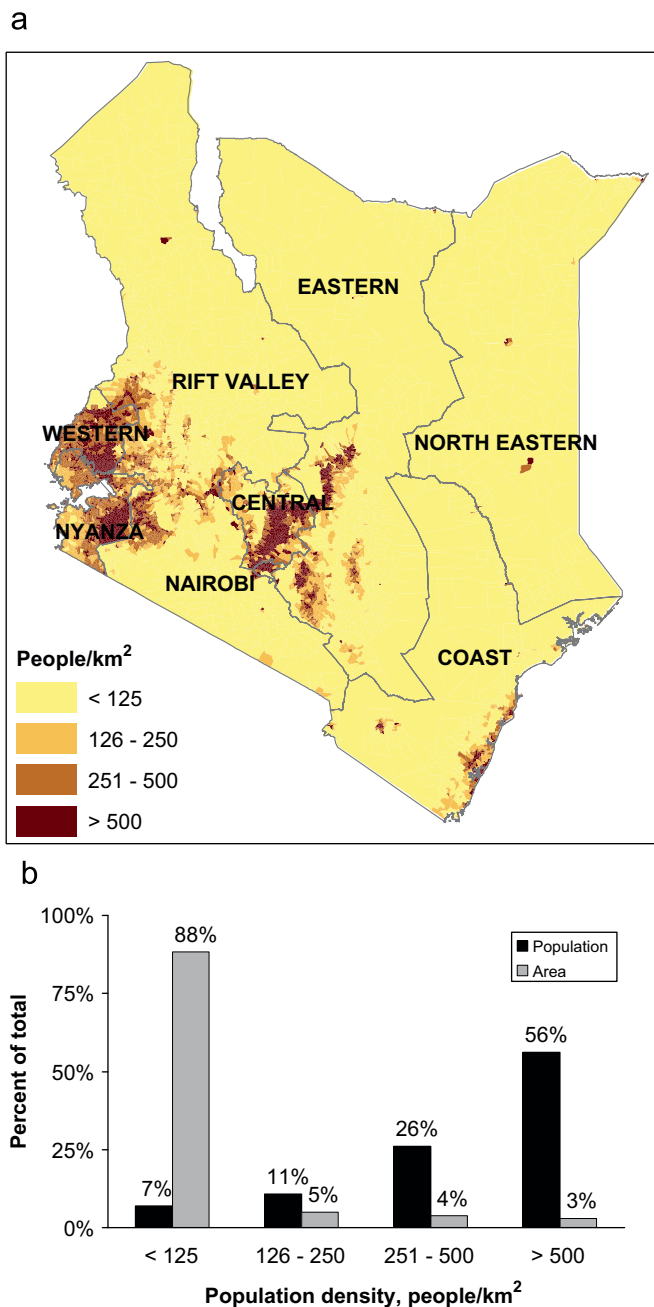 a
EASTERN
RIFT VALLEY
WESTERN
NORTH EASTERN
CENTRAL
NYANZA
NAIROBI
COAST
People/km²
< 125
126 - 250
251 - 500
> 500
b
100%
75%
50%
25%
0%
Percent of total
88%
7%
11%
5%
26%
4%
56%
3%
Population
Area
< 125
126 - 250
251 - 500
> 500
Population density, people/km²